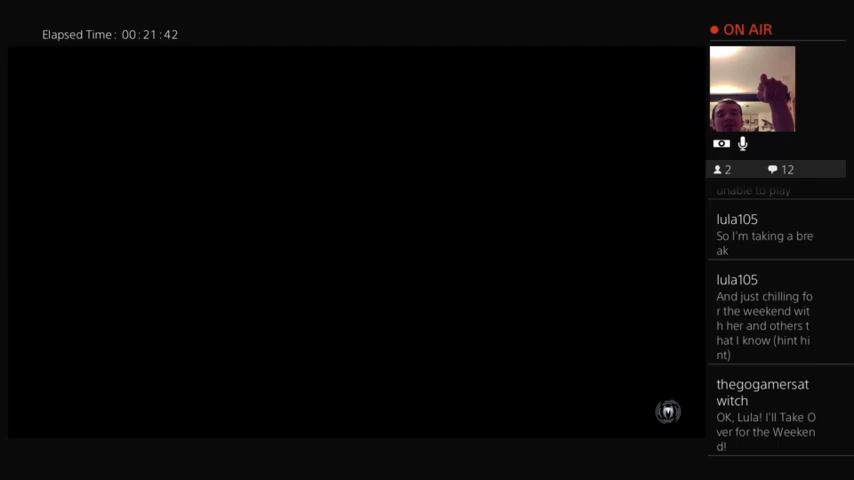 Elapsed Time: 00:21:42
ON AIR
2
12
unable to play
lula105
So I'm taking a bre
ak
lula105
And just chilling fo
r the weekend wit
h her and others t
hat I know (hint hi
nt)
thegogamersat
witch
OK, Lula! I'll Take O
ver for the Weeken
d!